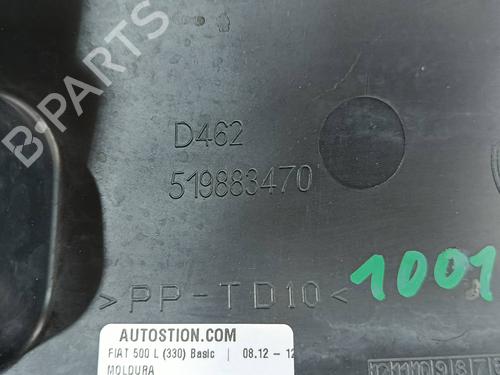 B-PARTS
D462
519883470
1001
>PP-TD10<
AUTOSTION.COM
FIAT 500 L (330) Basic | 08.12 - 12
MOLDURA